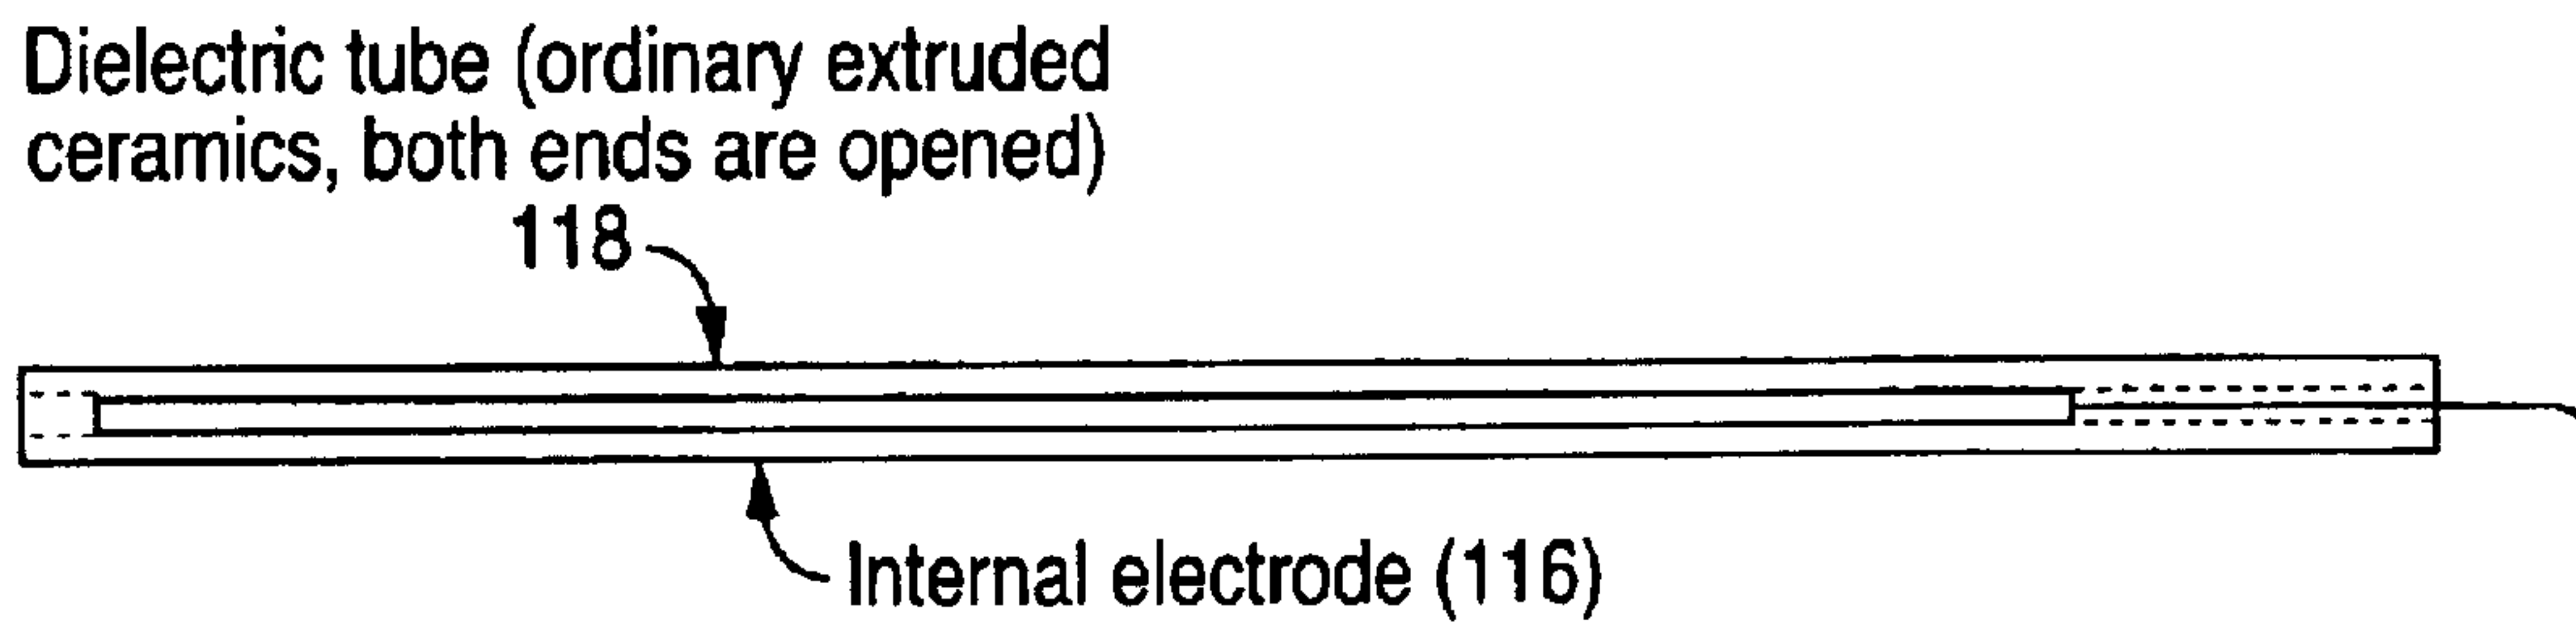 Dielectric tube (ordinary extruded
ceramics, both ends are opened)
118
Internal electrode (116)